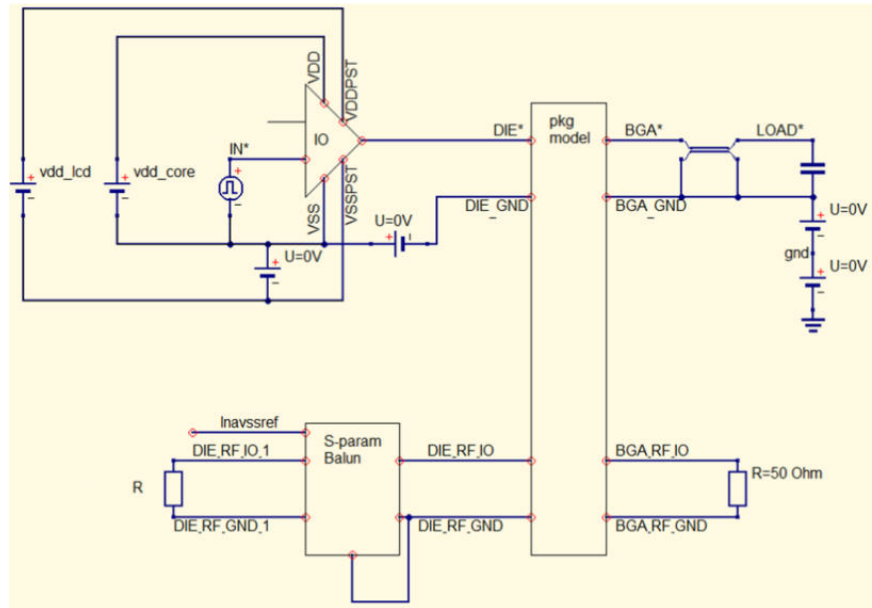 VDD
VDDPST
IO
IN*
vdd_lcd
vdd_core
VSS
VSSPST
U=0V
U=0V
DIE*
DIE_GND
pkg
model
BGA*
BGA_GND
LOAD*
U=0V
gnd
U=0V
lnavssref
S-param
Balun
DIE_RF_IO_1
R
DIE_RF_GND_1
DIE_RF_IO
DIE_RF_GND
BGA_RF_IO
R=50 Ohm
BGA_RF_GND